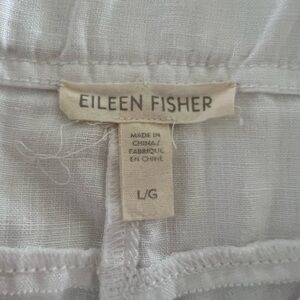 EILEEN FISHER
MADE IN
CHINA/
FABRIQUÉ
EN CHINE
L/G